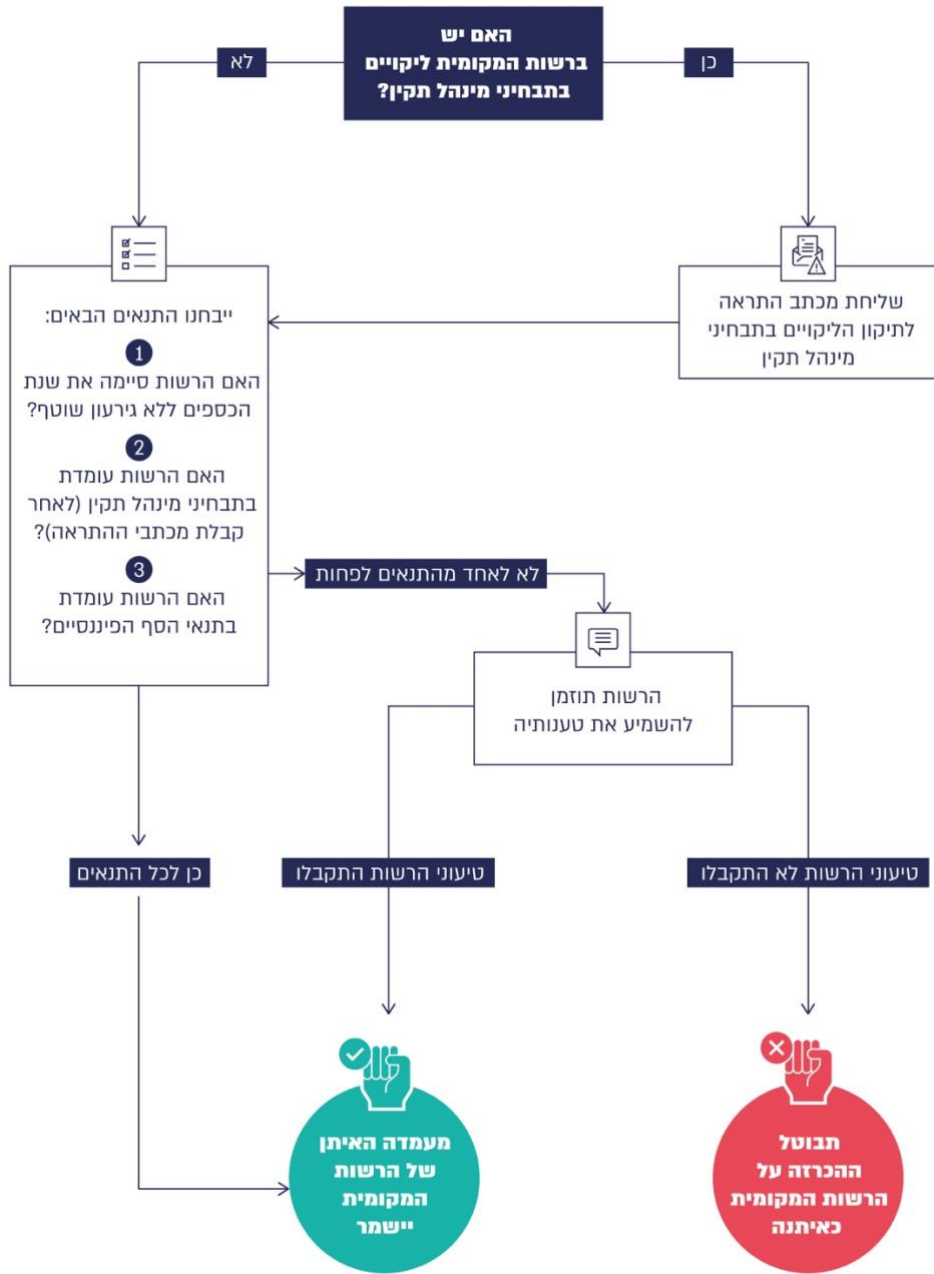 האם יש
ברשות המקומית ליקויים
בתבחיני מינהל תקין?
כן
לא
שליחת מכתב התראה
לתיקון הליקויים בתבחיני
מינהל תקין
ייבחנו התנאים הבאים:
1
האם הרשות סיימה את שנת
הכספים ללא גירעון שוטף?
2
האם הרשות עומדת
בתבחיני מינהל תקין (לאחר
קבלת מכתבי ההתראה)?
3
האם הרשות עומדת
בתנאי הסף הפיננסיים?
לא לאחד מהתנאים לפחות
הרשות תוזמן
להשמיע את טענותיה
טיעוני הרשות לא התקבלו
טיעוני הרשות התקבלו
כן לכל התנאים
תבוטל
ההכרזה על
הרשות המקומית
כאיתנה
מעמדה האיתן
של הרשות
המקומית
יישמר